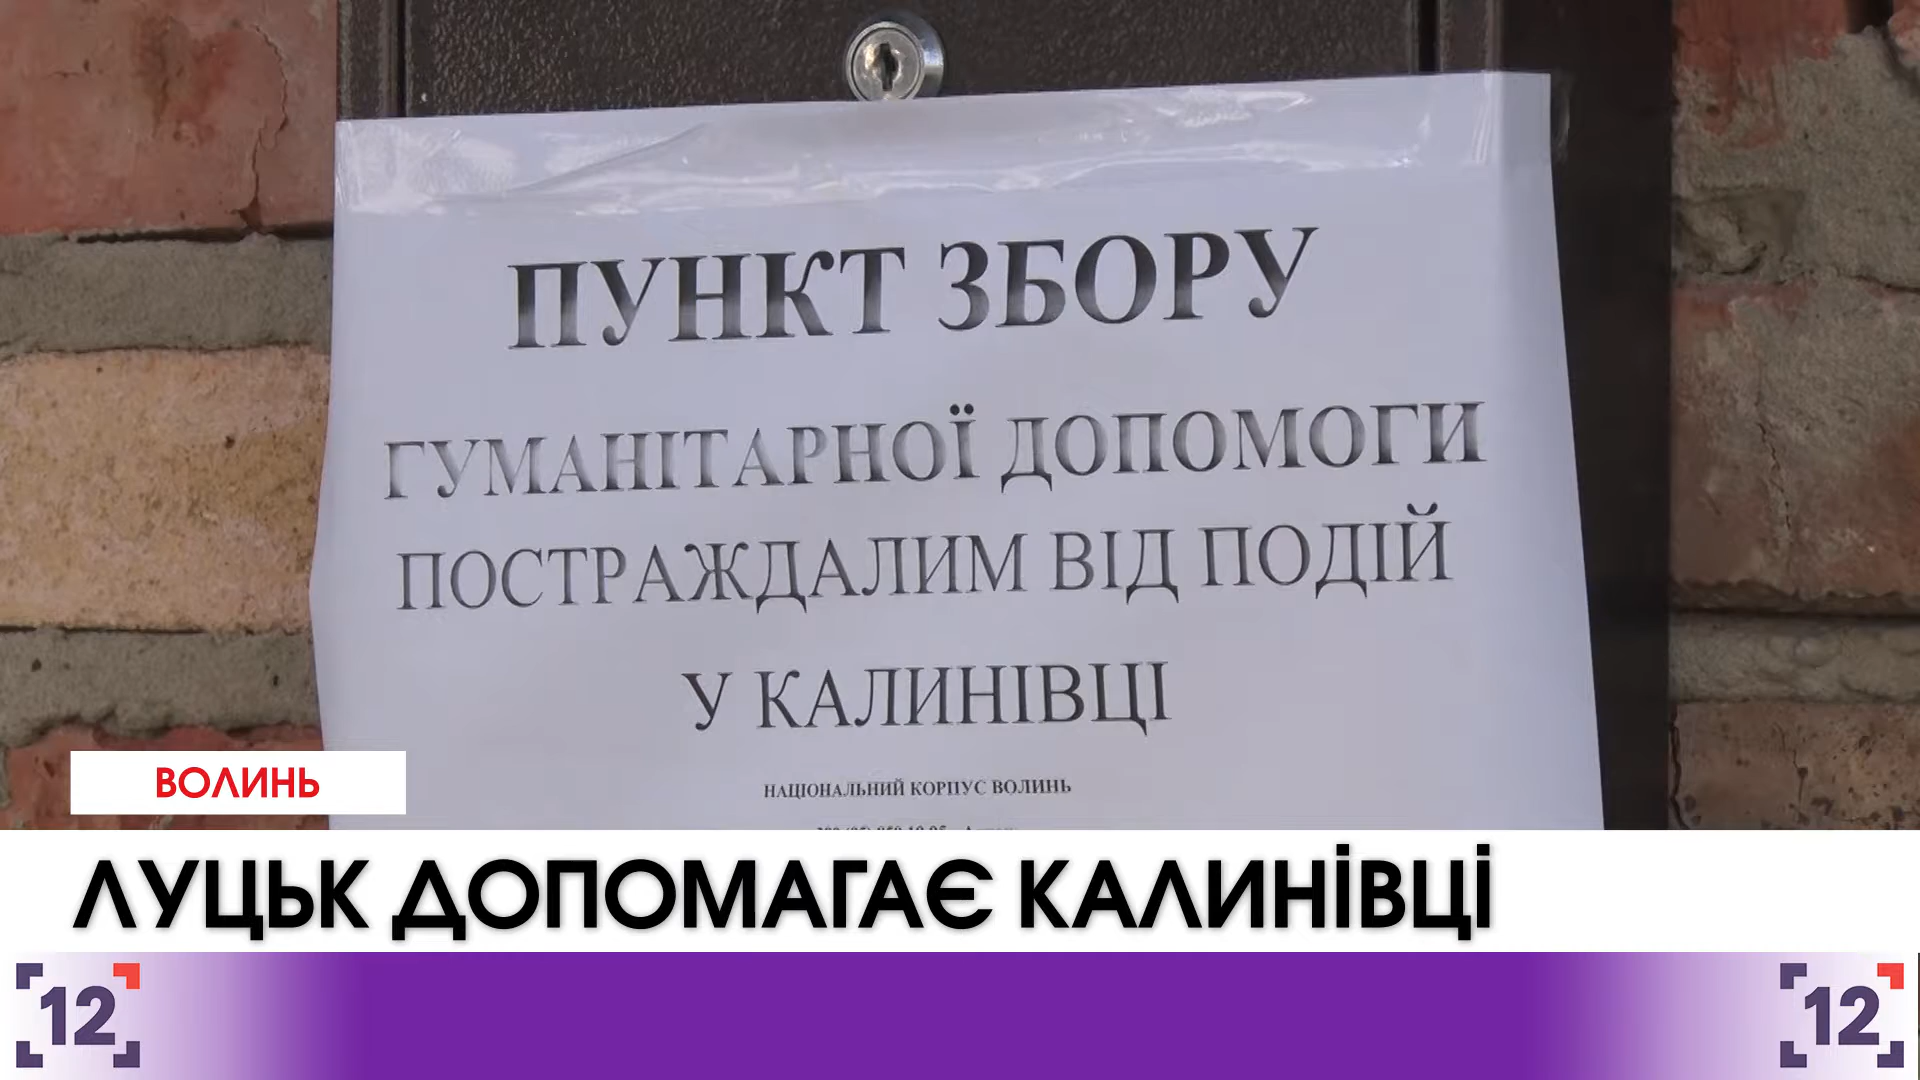 ПУНКТ ЗБОРУ
ГУМАНІТАРНОЇ ДОПОМОГИ
ПОСТРАЖДАЛИМ ВІД ПОДІЙ
У КАЛИНІВЦІ
НАЦІОНАЛЬНИЙ КОРПУС ВОЛИНЬ
ВОЛИНЬ
ЛУЦЬК ДОПОМАГАЄ КАЛИНІВЦІ
12 12